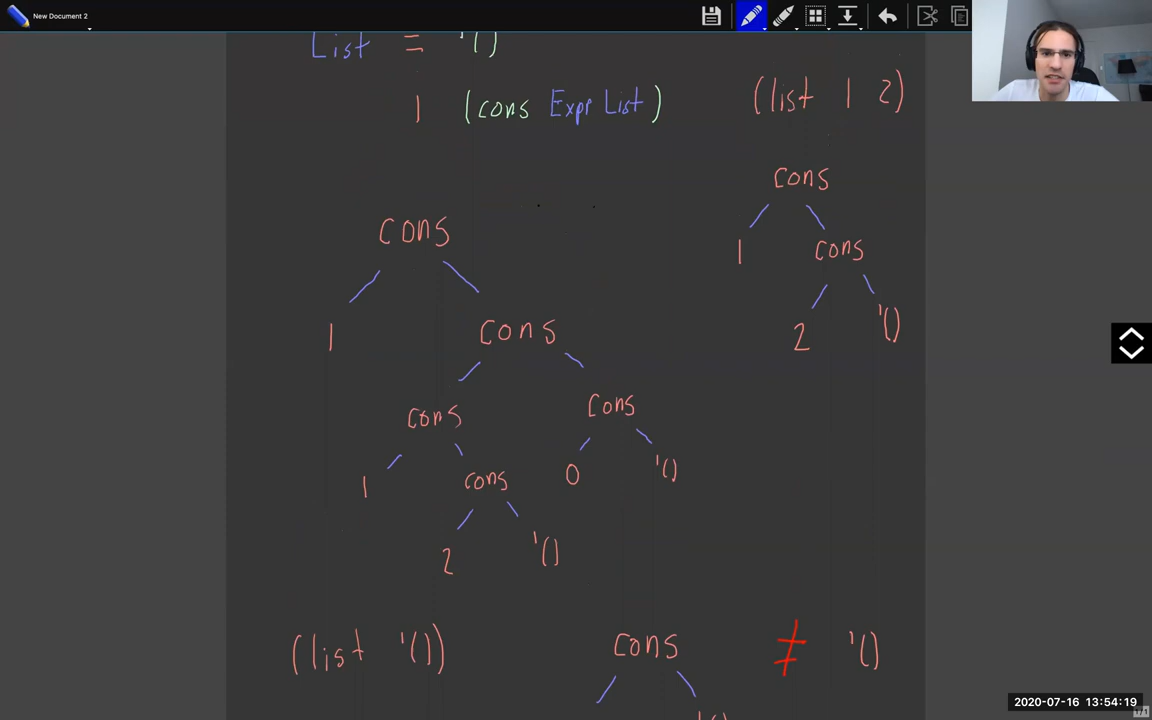 New Document 2
List = '()
| (cons Expr List)
(list 1 2)
cons
1 cons
2 '()
cons
1 cons
cons cons
1 cons 0 '()
2 '()
(list '()) cons ≠ '()
2020-07-16 13:54:19